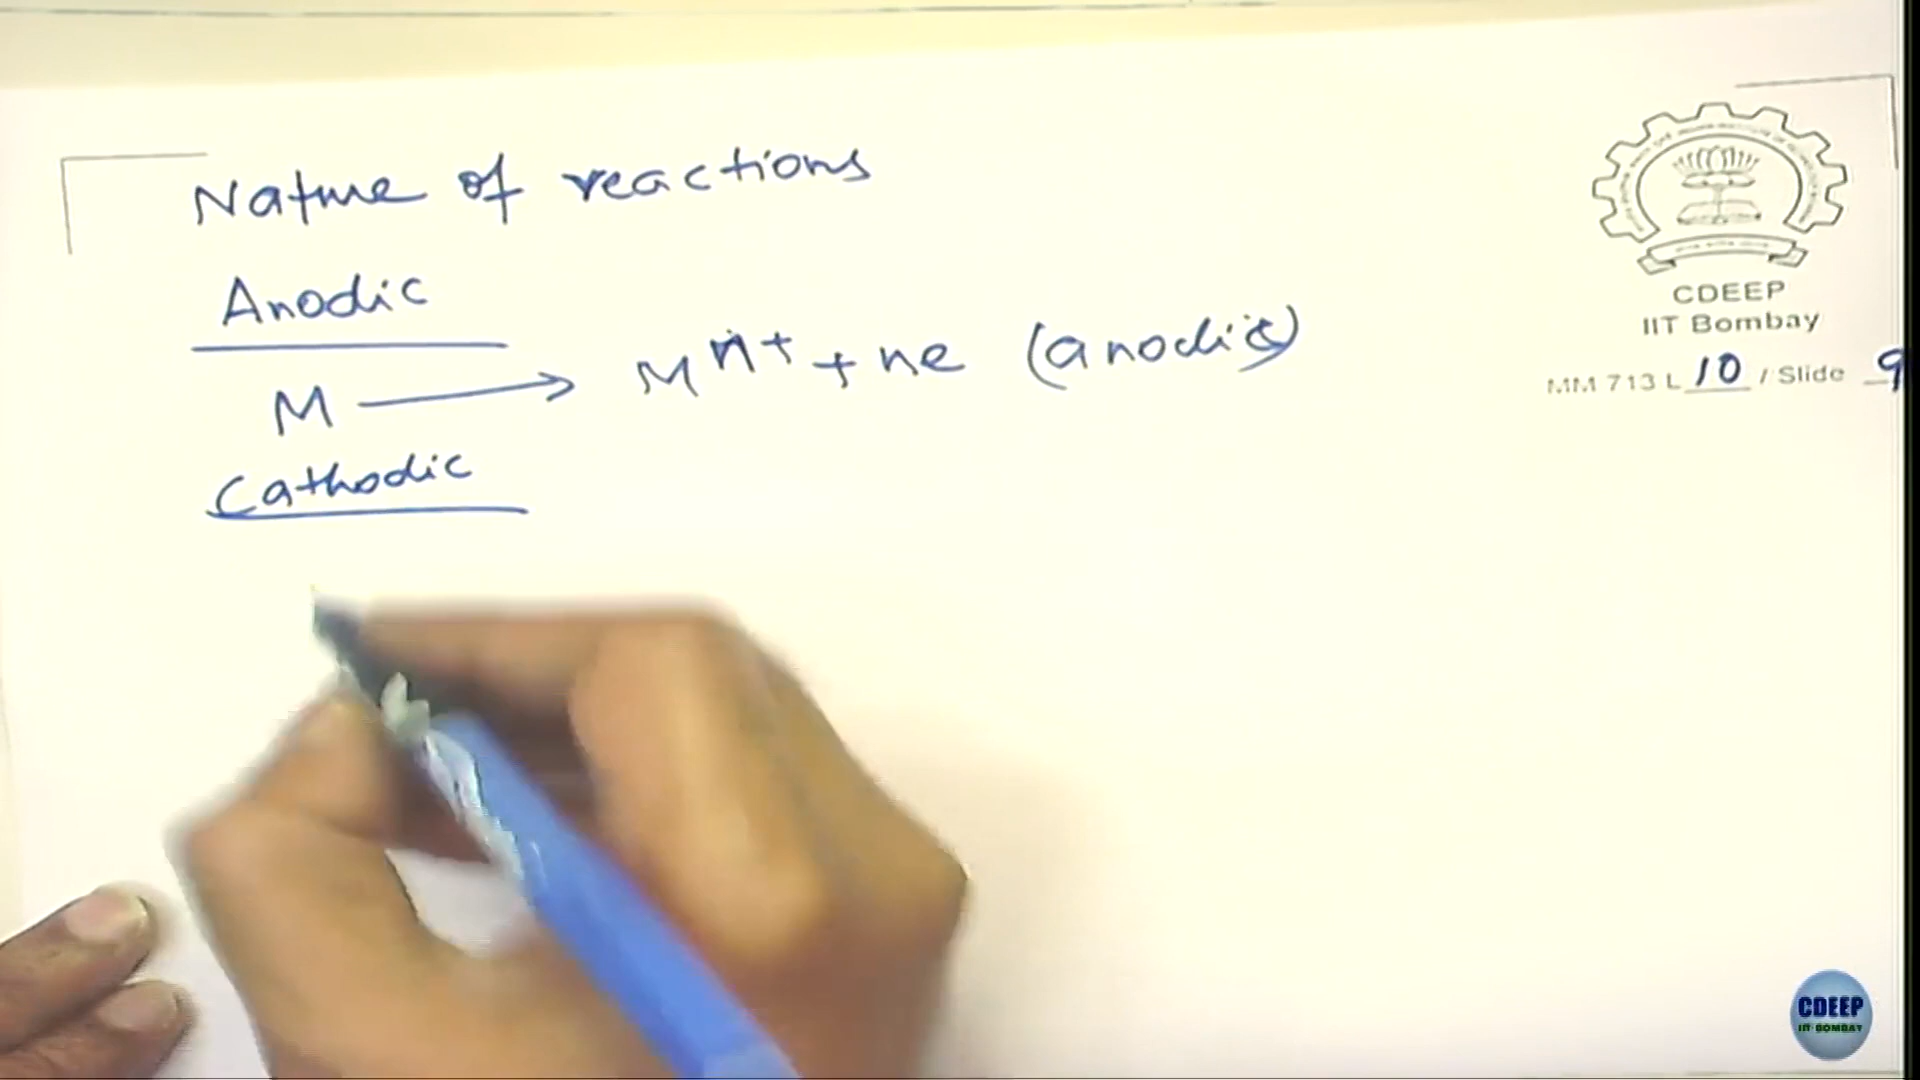 Nature of reactions
Anodic
M → M^n+ + ne (anodic)
Cathodic
CDEEP
IIT Bombay
MM 713 L 10 / Slide 9
CDEEP
IIT BOMBAY